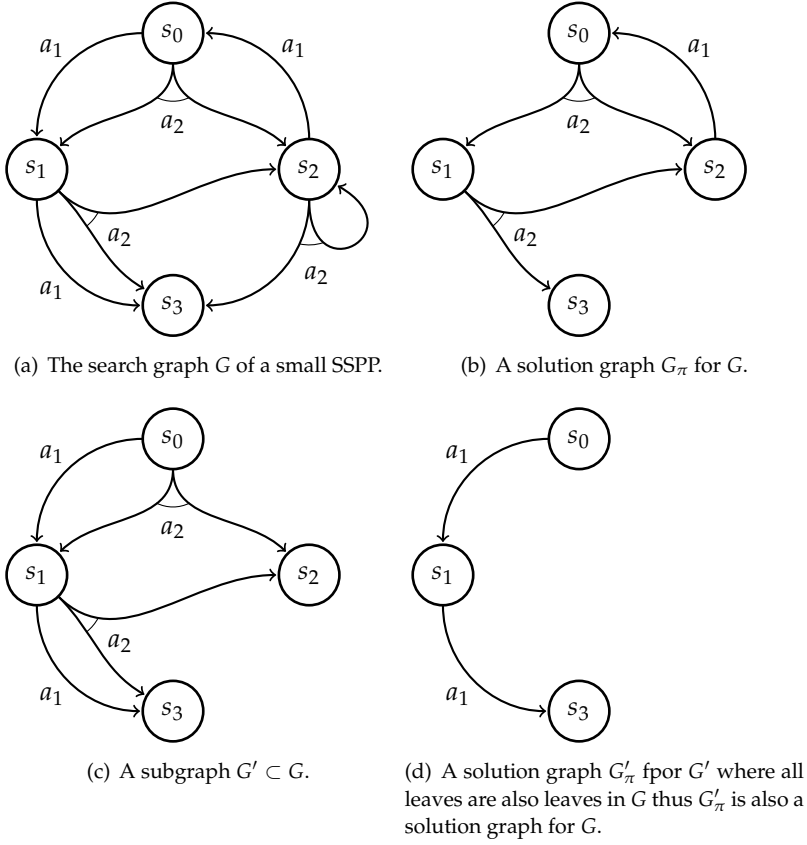 s0
a1
a1
a2
s1
s2
a2
a2
a1
s3
(a) The search graph G of a small SSPP.
s0
a1
a2
s1
s2
a2
s3
(b) A solution graph Gπ for G.
s0
a1
a2
s1
s2
a2
a1
s3
(c) A subgraph G′ ⊂ G.
s0
a1
s1
a1
s3
(d) A solution graph G′π fpor G′ where all
leaves are also leaves in G thus G′π is also a
solution graph for G.